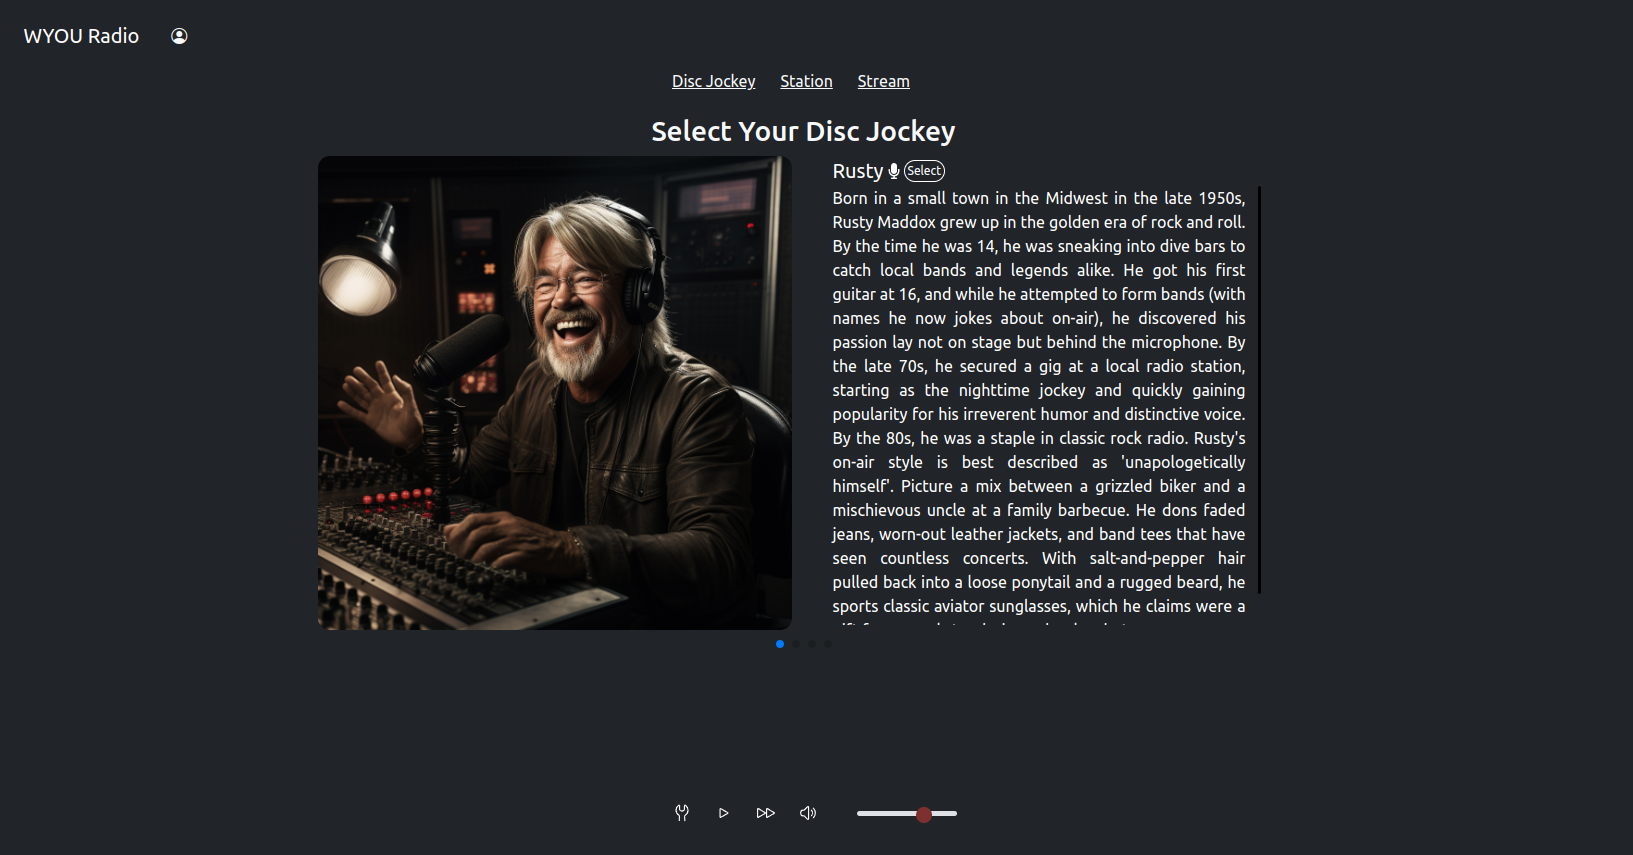 WYOU Radio
Disc Jockey Station Stream
Select Your Disc Jockey
Rusty Select
Born in a small town in the Midwest in the late 1950s,
Rusty Maddox grew up in the golden era of rock and roll.
By the time he was 14, he was sneaking into dive bars to
catch local bands and legends alike. He got his first
guitar at 16, and while he attempted to form bands (with
names he now jokes about on-air), he discovered his
passion lay not on stage but behind the microphone. By
the late 70s, he secured a gig at a local radio station,
starting as the nighttime jockey and quickly gaining
popularity for his irreverent humor and distinctive voice.
By the 80s, he was a staple in classic rock radio. Rusty's
on-air style is best described as 'unapologetically
himself'. Picture a mix between a grizzled biker and a
mischievous uncle at a family barbecue. He dons faded
jeans, worn-out leather jackets, and band tees that have
seen countless concerts. With salt-and-pepper hair
pulled back into a loose ponytail and a rugged beard, he
sports classic aviator sunglasses, which he claims were a